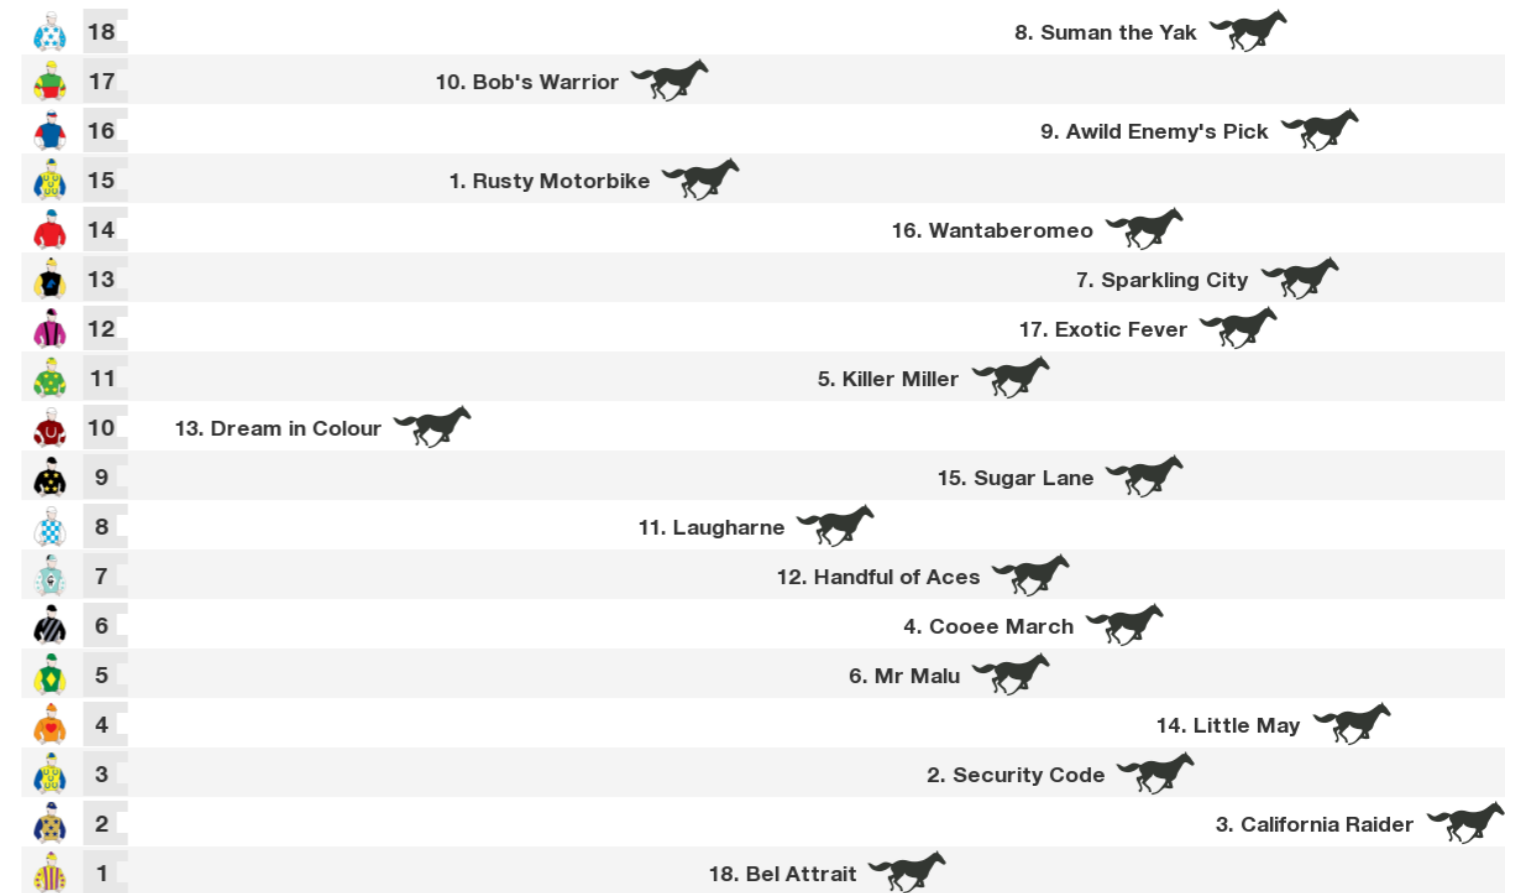 18 8. Suman the Yak
17 10. Bob's Warrior
16 9. Awild Enemy's Pick
15 1. Rusty Motorbike
14 16. Wantaberomeo
13 7. Sparkling City
12 17. Exotic Fever
11 5. Killer Miller
10 13. Dream in Colour
9 15. Sugar Lane
8 11. Laugharne
7 12. Handful of Aces
6 4. Cooee March
5 6. Mr Malu
4 14. Little May
3 2. Security Code
2 3. California Raider
1 18. Bel Attrait